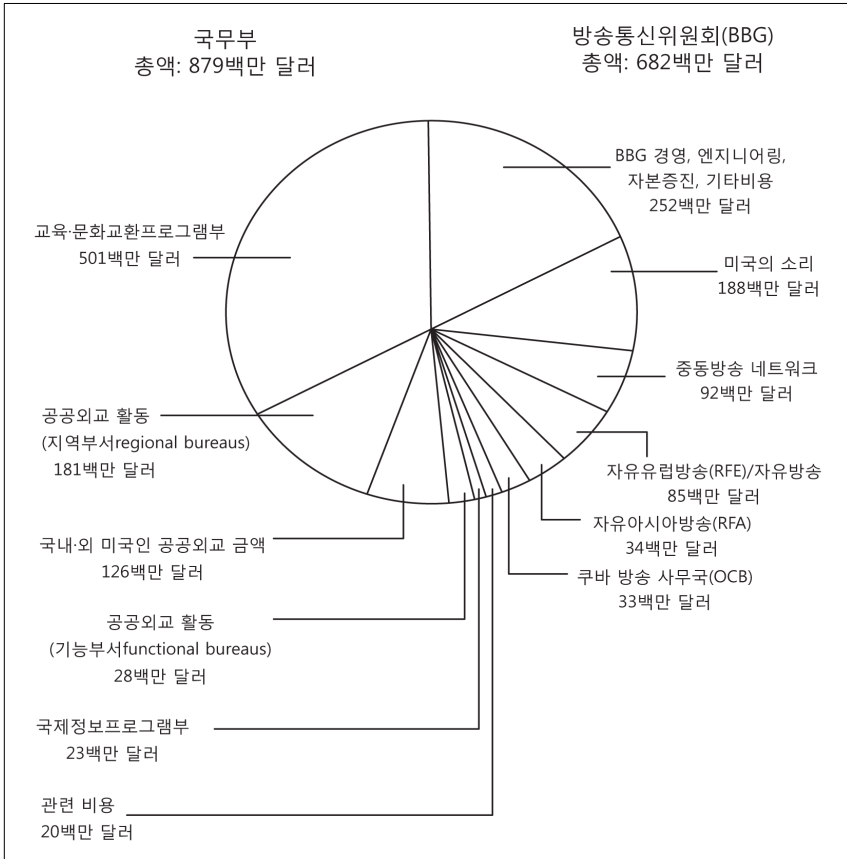 국무부
총액: 879백만 달러
방송통신위원회(BBG)
총액: 682백만 달러
BBG 경영, 엔지니어링,
자본증진, 기타비용
252백만 달러
교육·문화교환프로그램부
501백만 달러
미국의 소리
188백만 달러
중동방송 네트워크
92백만 달러
공공외교 활동
(지역부서regional bureaus)
181백만 달러
자유유럽방송(RFE)/자유방송
85백만 달러
자유아시아방송(RFA)
34백만 달러
국내·외 미국인 공공외교 금액
126백만 달러
쿠바 방송 사무국(OCB)
33백만 달러
공공외교 활동
(기능부서functional bureaus)
28백만 달러
국제정보프로그램부
23백만 달러
관련 비용
20백만 달러